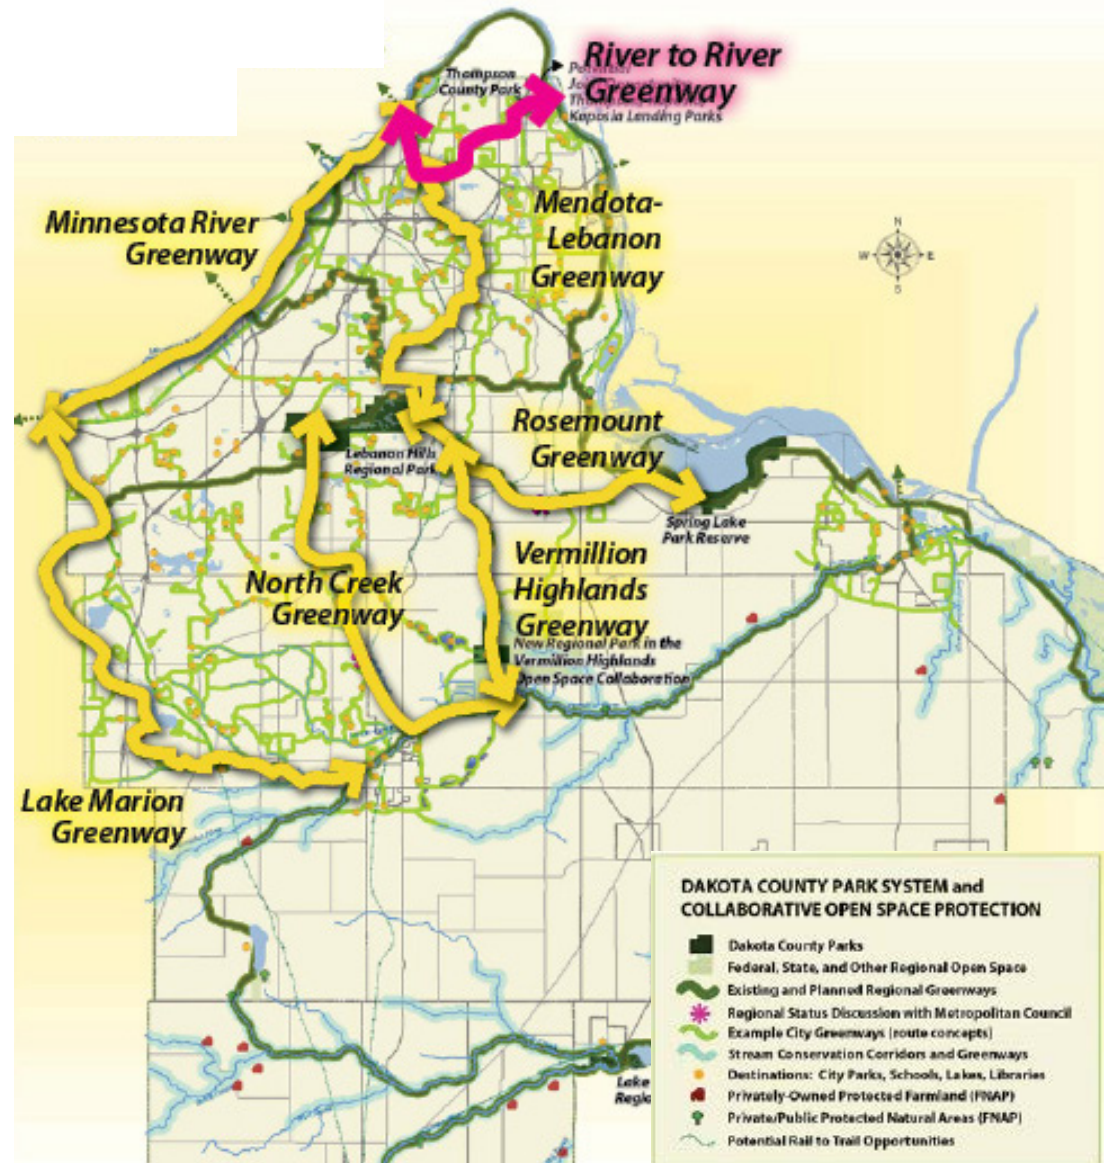 River to River
Greenway
Thompson
County Park
Kaposia Landing Parks
Minnesota River
Greenway
Mendota-
Lebanon
Greenway
N
W
E
S
Rosemount
Greenway
Lebanon Hills
Regional Park
Spring Lake
Park Reserve
North Creek
Greenway
Vermillion
Highlands
Greenway
New Regional Park in the
Vermillion Highlands
Open Space Collaboration
Lake Marion
Greenway
Lake
Regio
DAKOTA COUNTY PARK SYSTEM and
COLLABORATIVE OPEN SPACE PROTECTION
Dakota County Parks
Federal, State, and Other Regional Open Space
Existing and Planned Regional Greenways
Regional Status Discussion with Metropolitan Council
Example City Greenways (route concepts)
Stream Conservation Corridors and Greenways
Destinations: City Parks, Schools, Lakes, Libraries
Privately-Owned Protected Farmland (FNAP)
Private/Public Protected Natural Areas (FNAP)
Potential Rail to Trail Opportunities